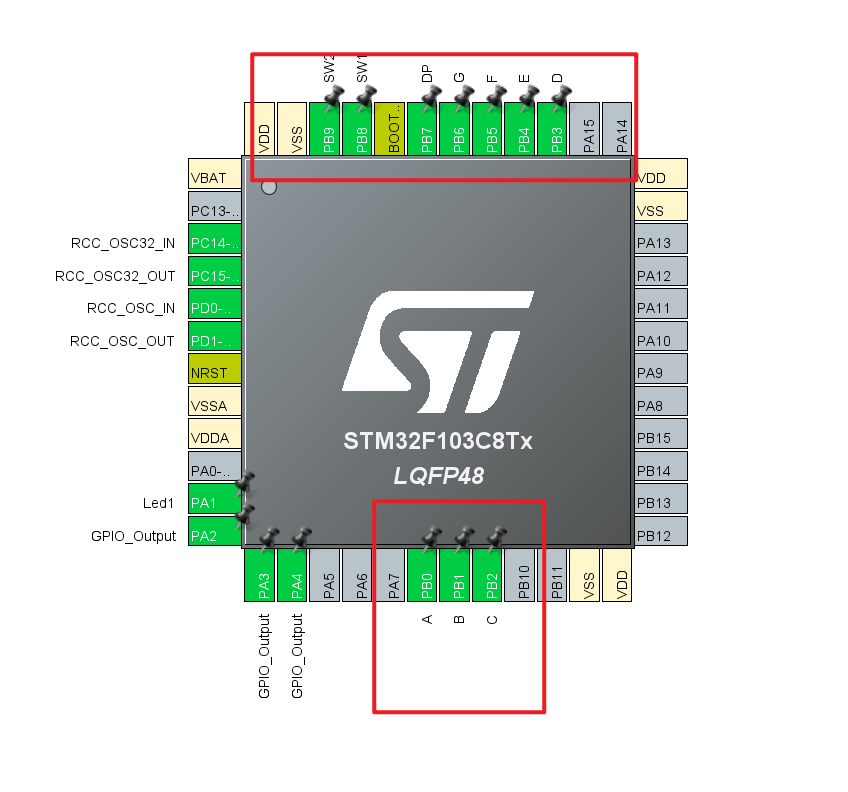 SW2
SW1
DP
G
F
E
D
VDD
VSS
PB9
PB8
BOOT..
PB7
PB6
PB5
PB4
PB3
PA15
PA14
VBAT
PC13-..
RCC_OSC32_IN
PC14-..
RCC_OSC32_OUT
PC15-..
RCC_OSC_IN
PD0-..
RCC_OSC_OUT
PD1-..
NRST
VSSA
VDDA
PA0-..
Led1
PA1
GPIO_Output
PA2
VDD
VSS
PA13
PA12
PA11
PA10
PA9
PA8
PB15
PB14
PB13
PB12
ST
STM32F103C8Tx
LQFP48
PA3
PA4
PA5
PA6
PA7
PB0
PB1
PB2
PB10
PB11
VSS
VDD
GPIO_Output
GPIO_Output
A
B
C